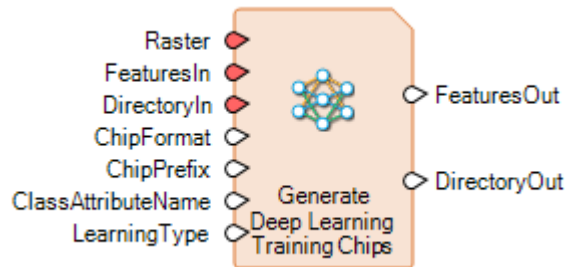 Raster
FeaturesIn
DirectoryIn
ChipFormat
ChipPrefix
ClassAttributeName
LearningType
Generate
Deep Learning
Training Chips
FeaturesOut
DirectoryOut